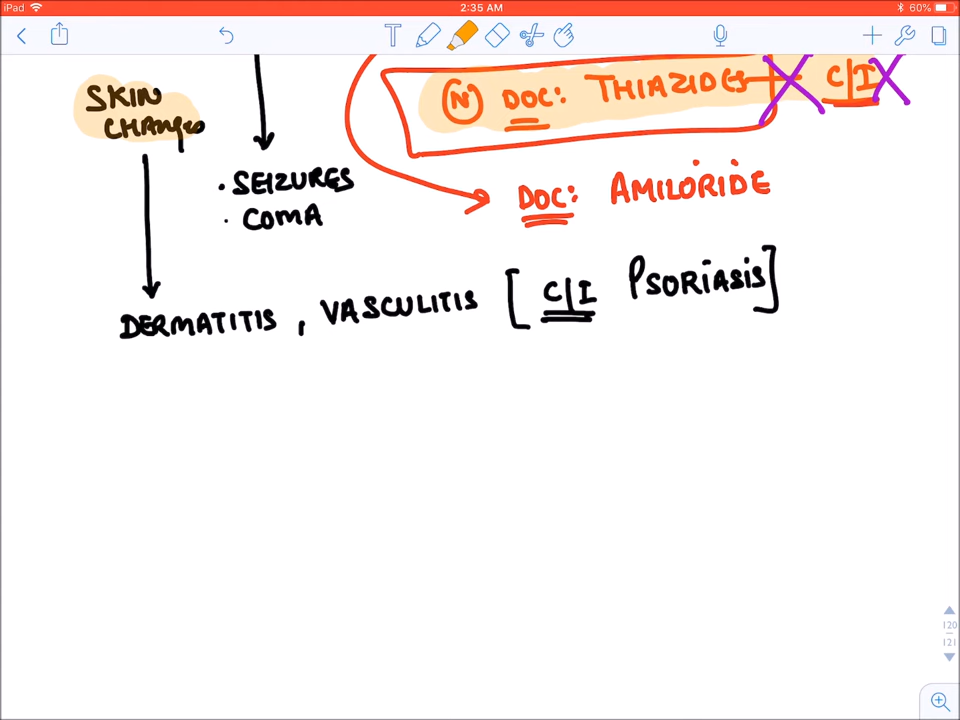 iPad 2:35 AM 60%
T
SKIN
CHANGES
(N) DOC: THIAZIDES C/I
• SEIZURES
• COMA
DOC: AMILORIDE
DERMATITIS, VASCULITIS [C/I PSORIASIS]
120
121